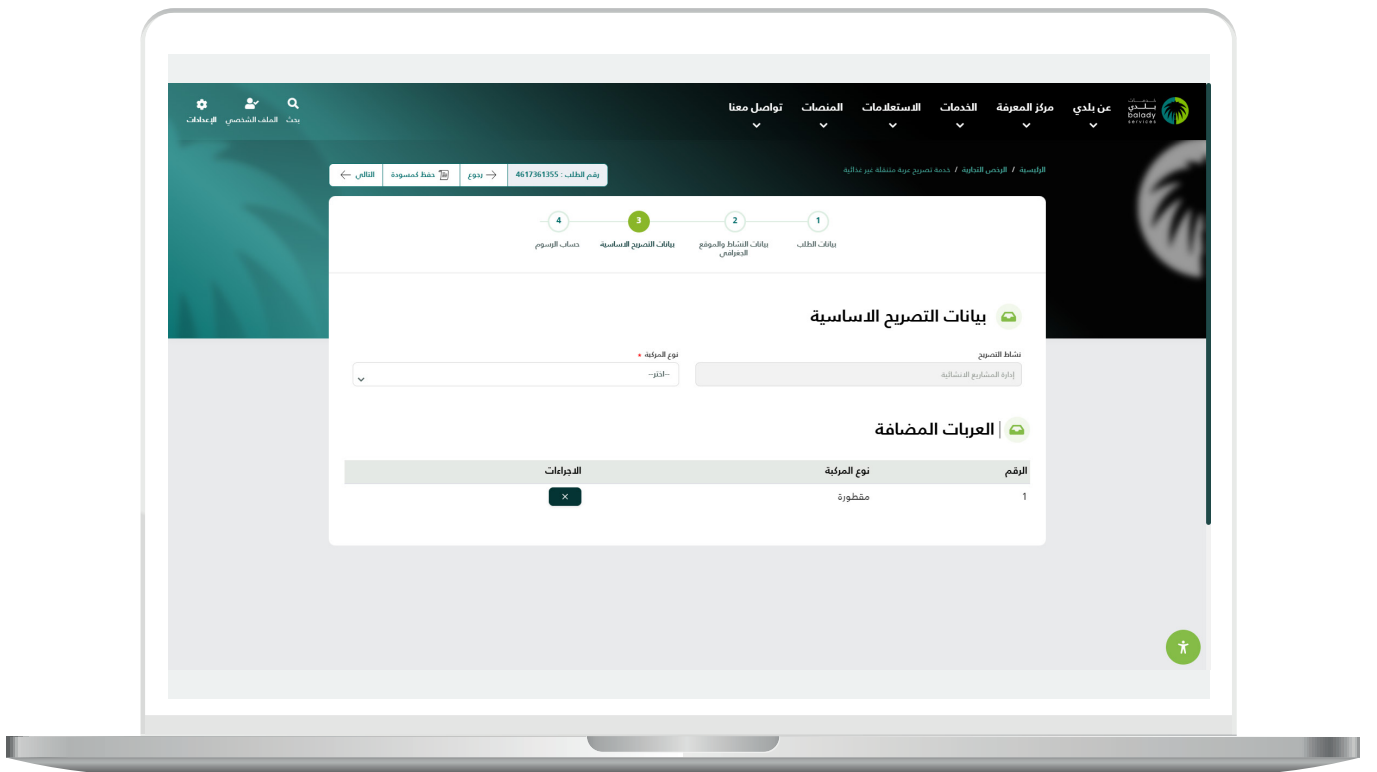 خدمات
بلدي
balady
services
عن بلدي
مركز المعرفة
الخدمات
الاستعلامات
المنصات
تواصل معنا
بحث
الملف الشخصي
الإعدادات
الرئيسية / الرخص التجارية / خدمة تصريح عربة متنقلة غير غذائية
رقم الطلب : 4617361355
رجوع
حفظ كمسودة
التالي
1
بيانات الطلب
2
بيانات النشاط والموقع
الجغرافي
3
بيانات التصريح الاساسية
4
حساب الرسوم
بيانات التصريح الاساسية
نشاط التصريح
إدارة المشاريع الانشائية
نوع المركبة *
--اختر--
العربات المضافة
الرقم نوع المركبة الاجراءات
1 مقطورة ×